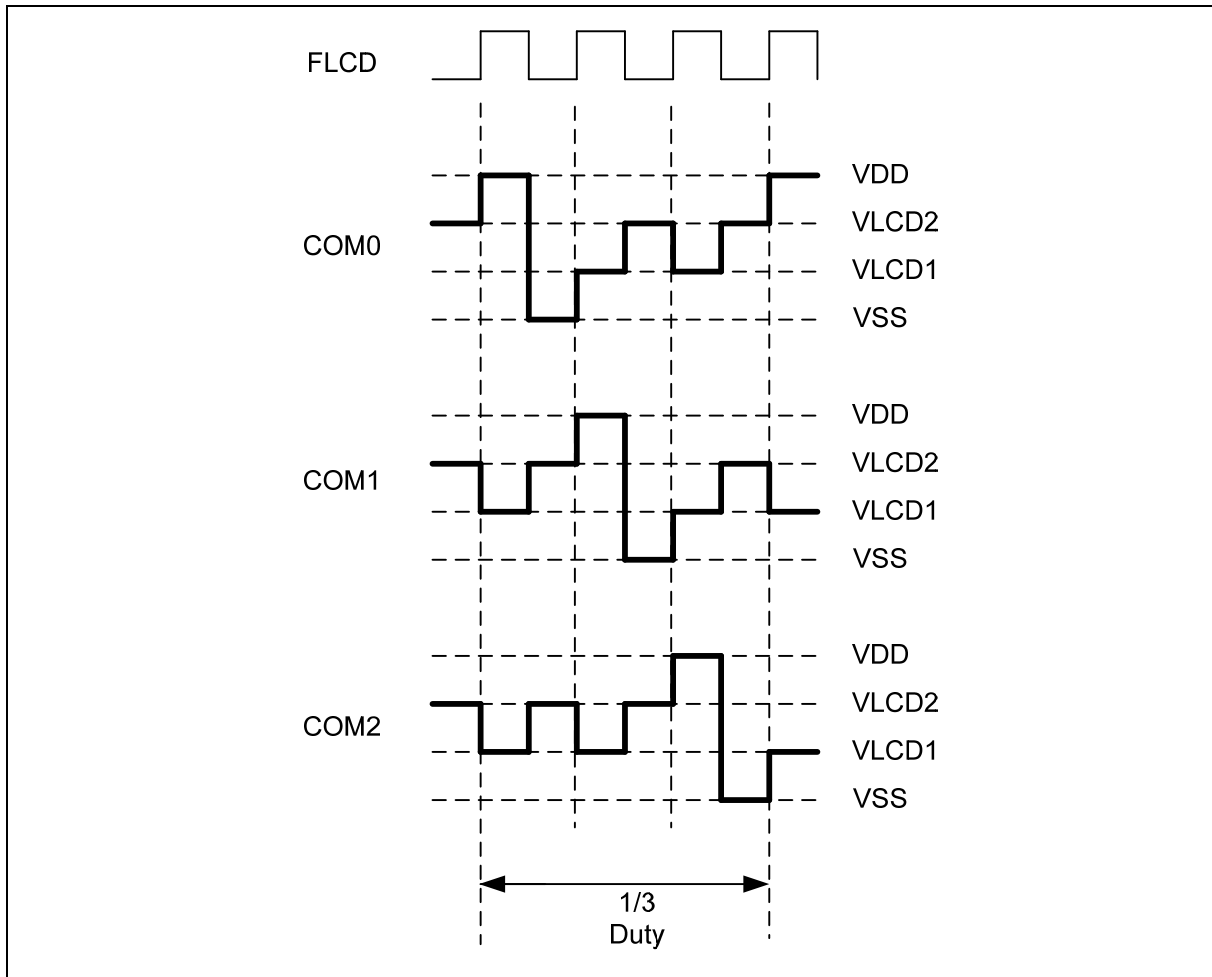 FLCD
VDD
VLCD2
COM0
VLCD1
VSS
VDD
VLCD2
COM1
VLCD1
VSS
VDD
VLCD2
COM2
VLCD1
VSS
1/3
Duty